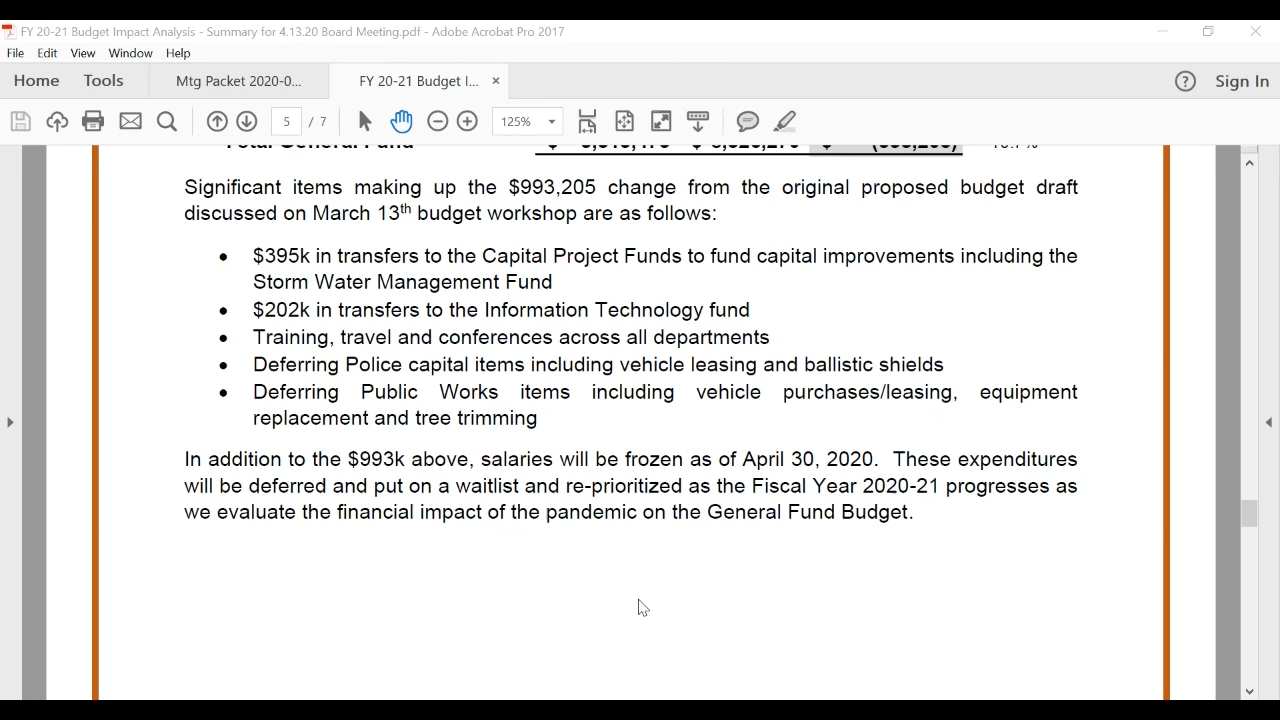 FY 20-21 Budget Impact Analysis - Summary for 4.13.20 Board Meeting.pdf - Adobe Acrobat Pro 2017
File Edit View Window Help
Home Tools Mtg Packet 2020-0... FY 20-21 Budget I... × Sign In
5 / 7 125%
Total General Fund
Significant items making up the $993,205 change from the original proposed budget draft
discussed on March 13th budget workshop are as follows:
• $395k in transfers to the Capital Project Funds to fund capital improvements including the
Storm Water Management Fund
• $202k in transfers to the Information Technology fund
• Training, travel and conferences across all departments
• Deferring Police capital items including vehicle leasing and ballistic shields
• Deferring Public Works items including vehicle purchases/leasing, equipment
replacement and tree trimming
In addition to the $993k above, salaries will be frozen as of April 30, 2020. These expenditures
will be deferred and put on a waitlist and re-prioritized as the Fiscal Year 2020-21 progresses as
we evaluate the financial impact of the pandemic on the General Fund Budget.